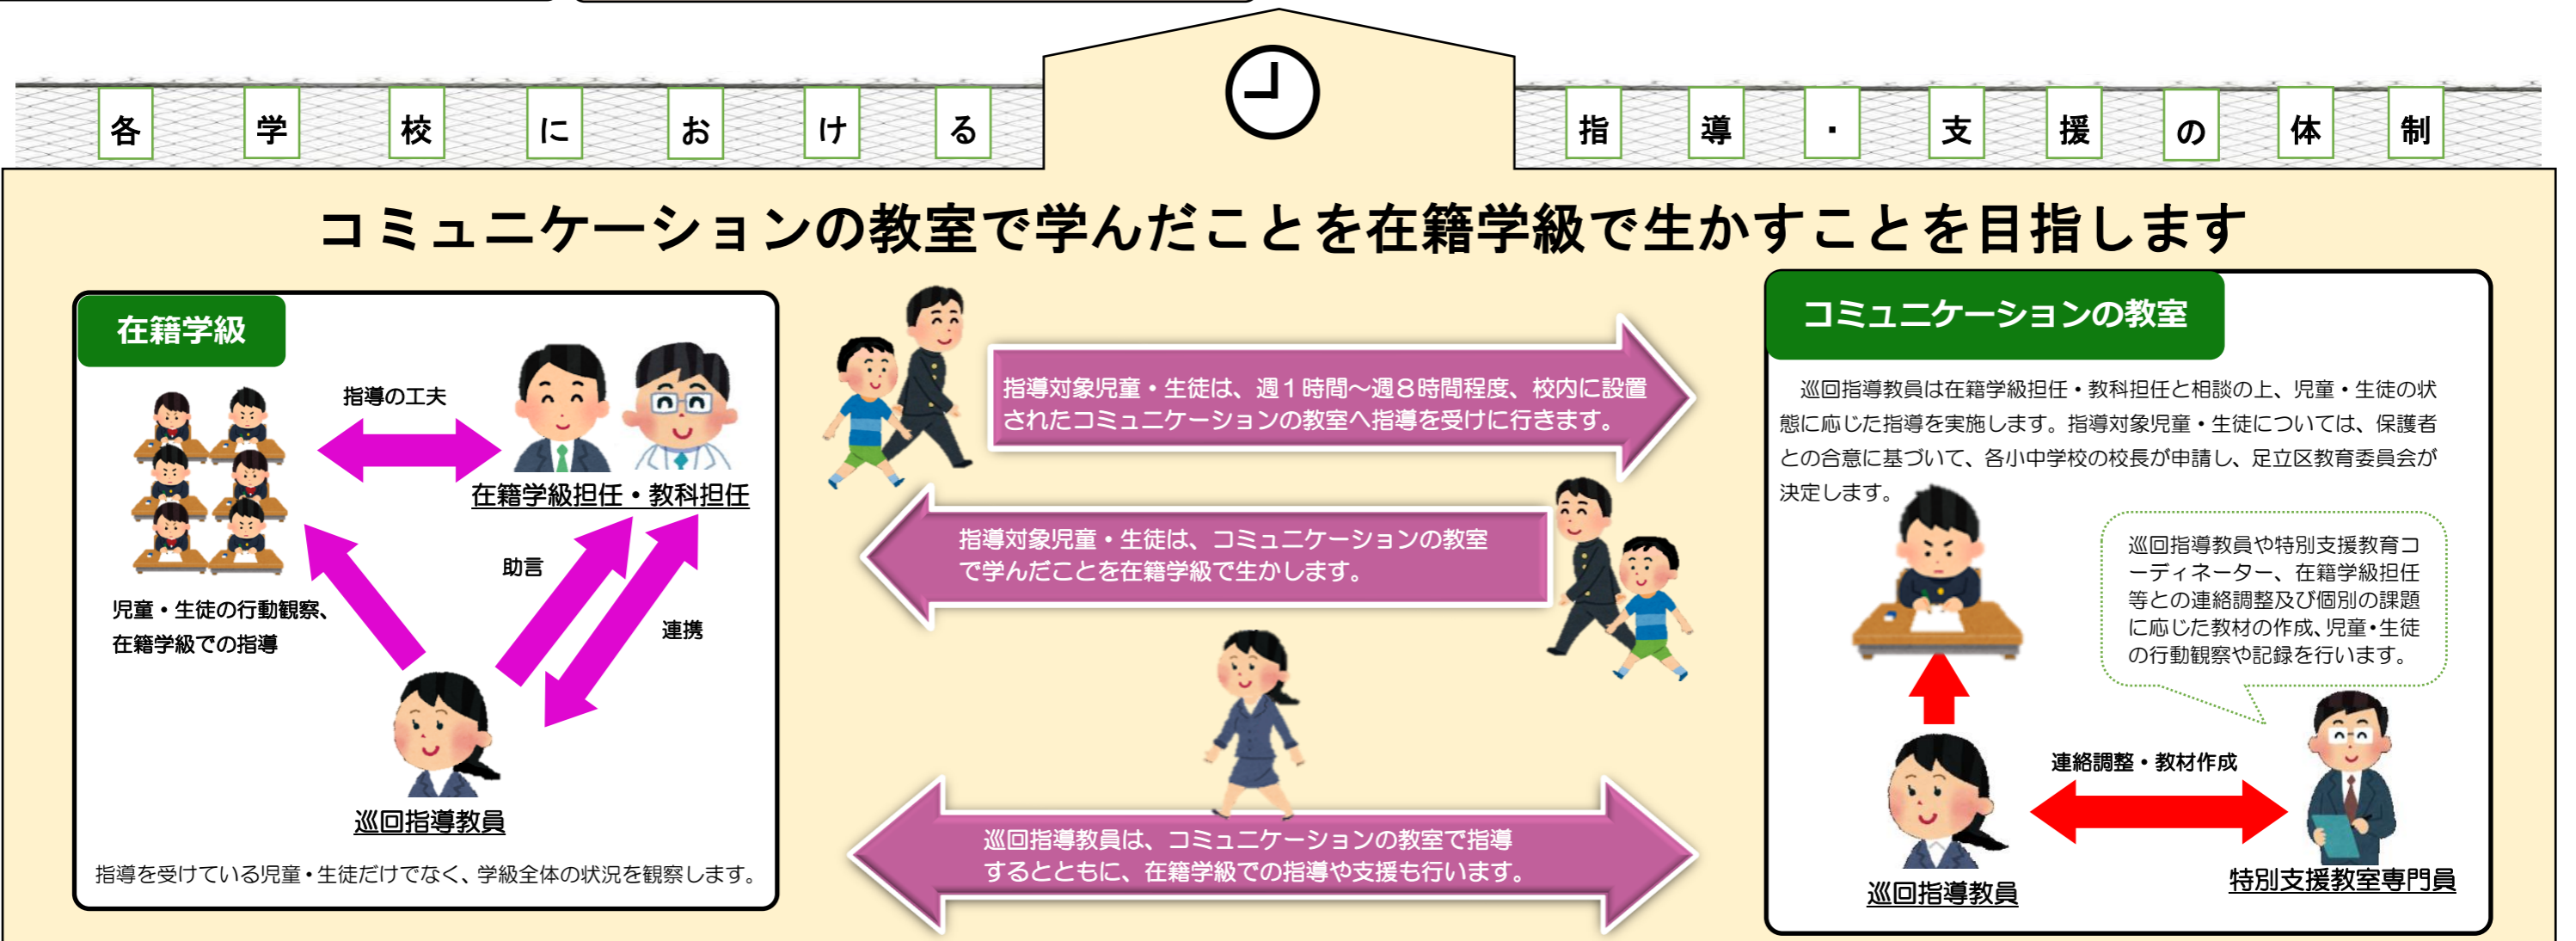 各学校における
指導・支援の体制
コミュニケーションの教室で学んだことを在籍学級で生かすことを目指します
在籍学級
指導の工夫
在籍学級担任・教科担任
助言
連携
児童・生徒の行動観察、
在籍学級での指導
巡回指導教員
指導を受けている児童・生徒だけでなく、学級全体の状況を観察します。
指導対象児童・生徒は、週１時間～週８時間程度、校内に設置
されたコミュニケーションの教室へ指導を受けに行きます。
指導対象児童・生徒は、コミュニケーションの教室
で学んだことを在籍学級で生かします。
巡回指導教員は、コミュニケーションの教室で指導
するとともに、在籍学級での指導や支援も行います。
コミュニケーションの教室
巡回指導教員は在籍学級担任・教科担任と相談の上、児童・生徒の状
態に応じた指導を実施します。指導対象児童・生徒については、保護者
との合意に基づいて、各小中学校の校長が申請し、足立区教育委員会が
決定します。
巡回指導教員や特別支援教育コ
ーディネーター、在籍学級担任
等との連絡調整及び個別の課題
に応じた教材の作成、児童・生徒
の行動観察や記録を行います。
連絡調整・教材作成
巡回指導教員
特別支援教室専門員